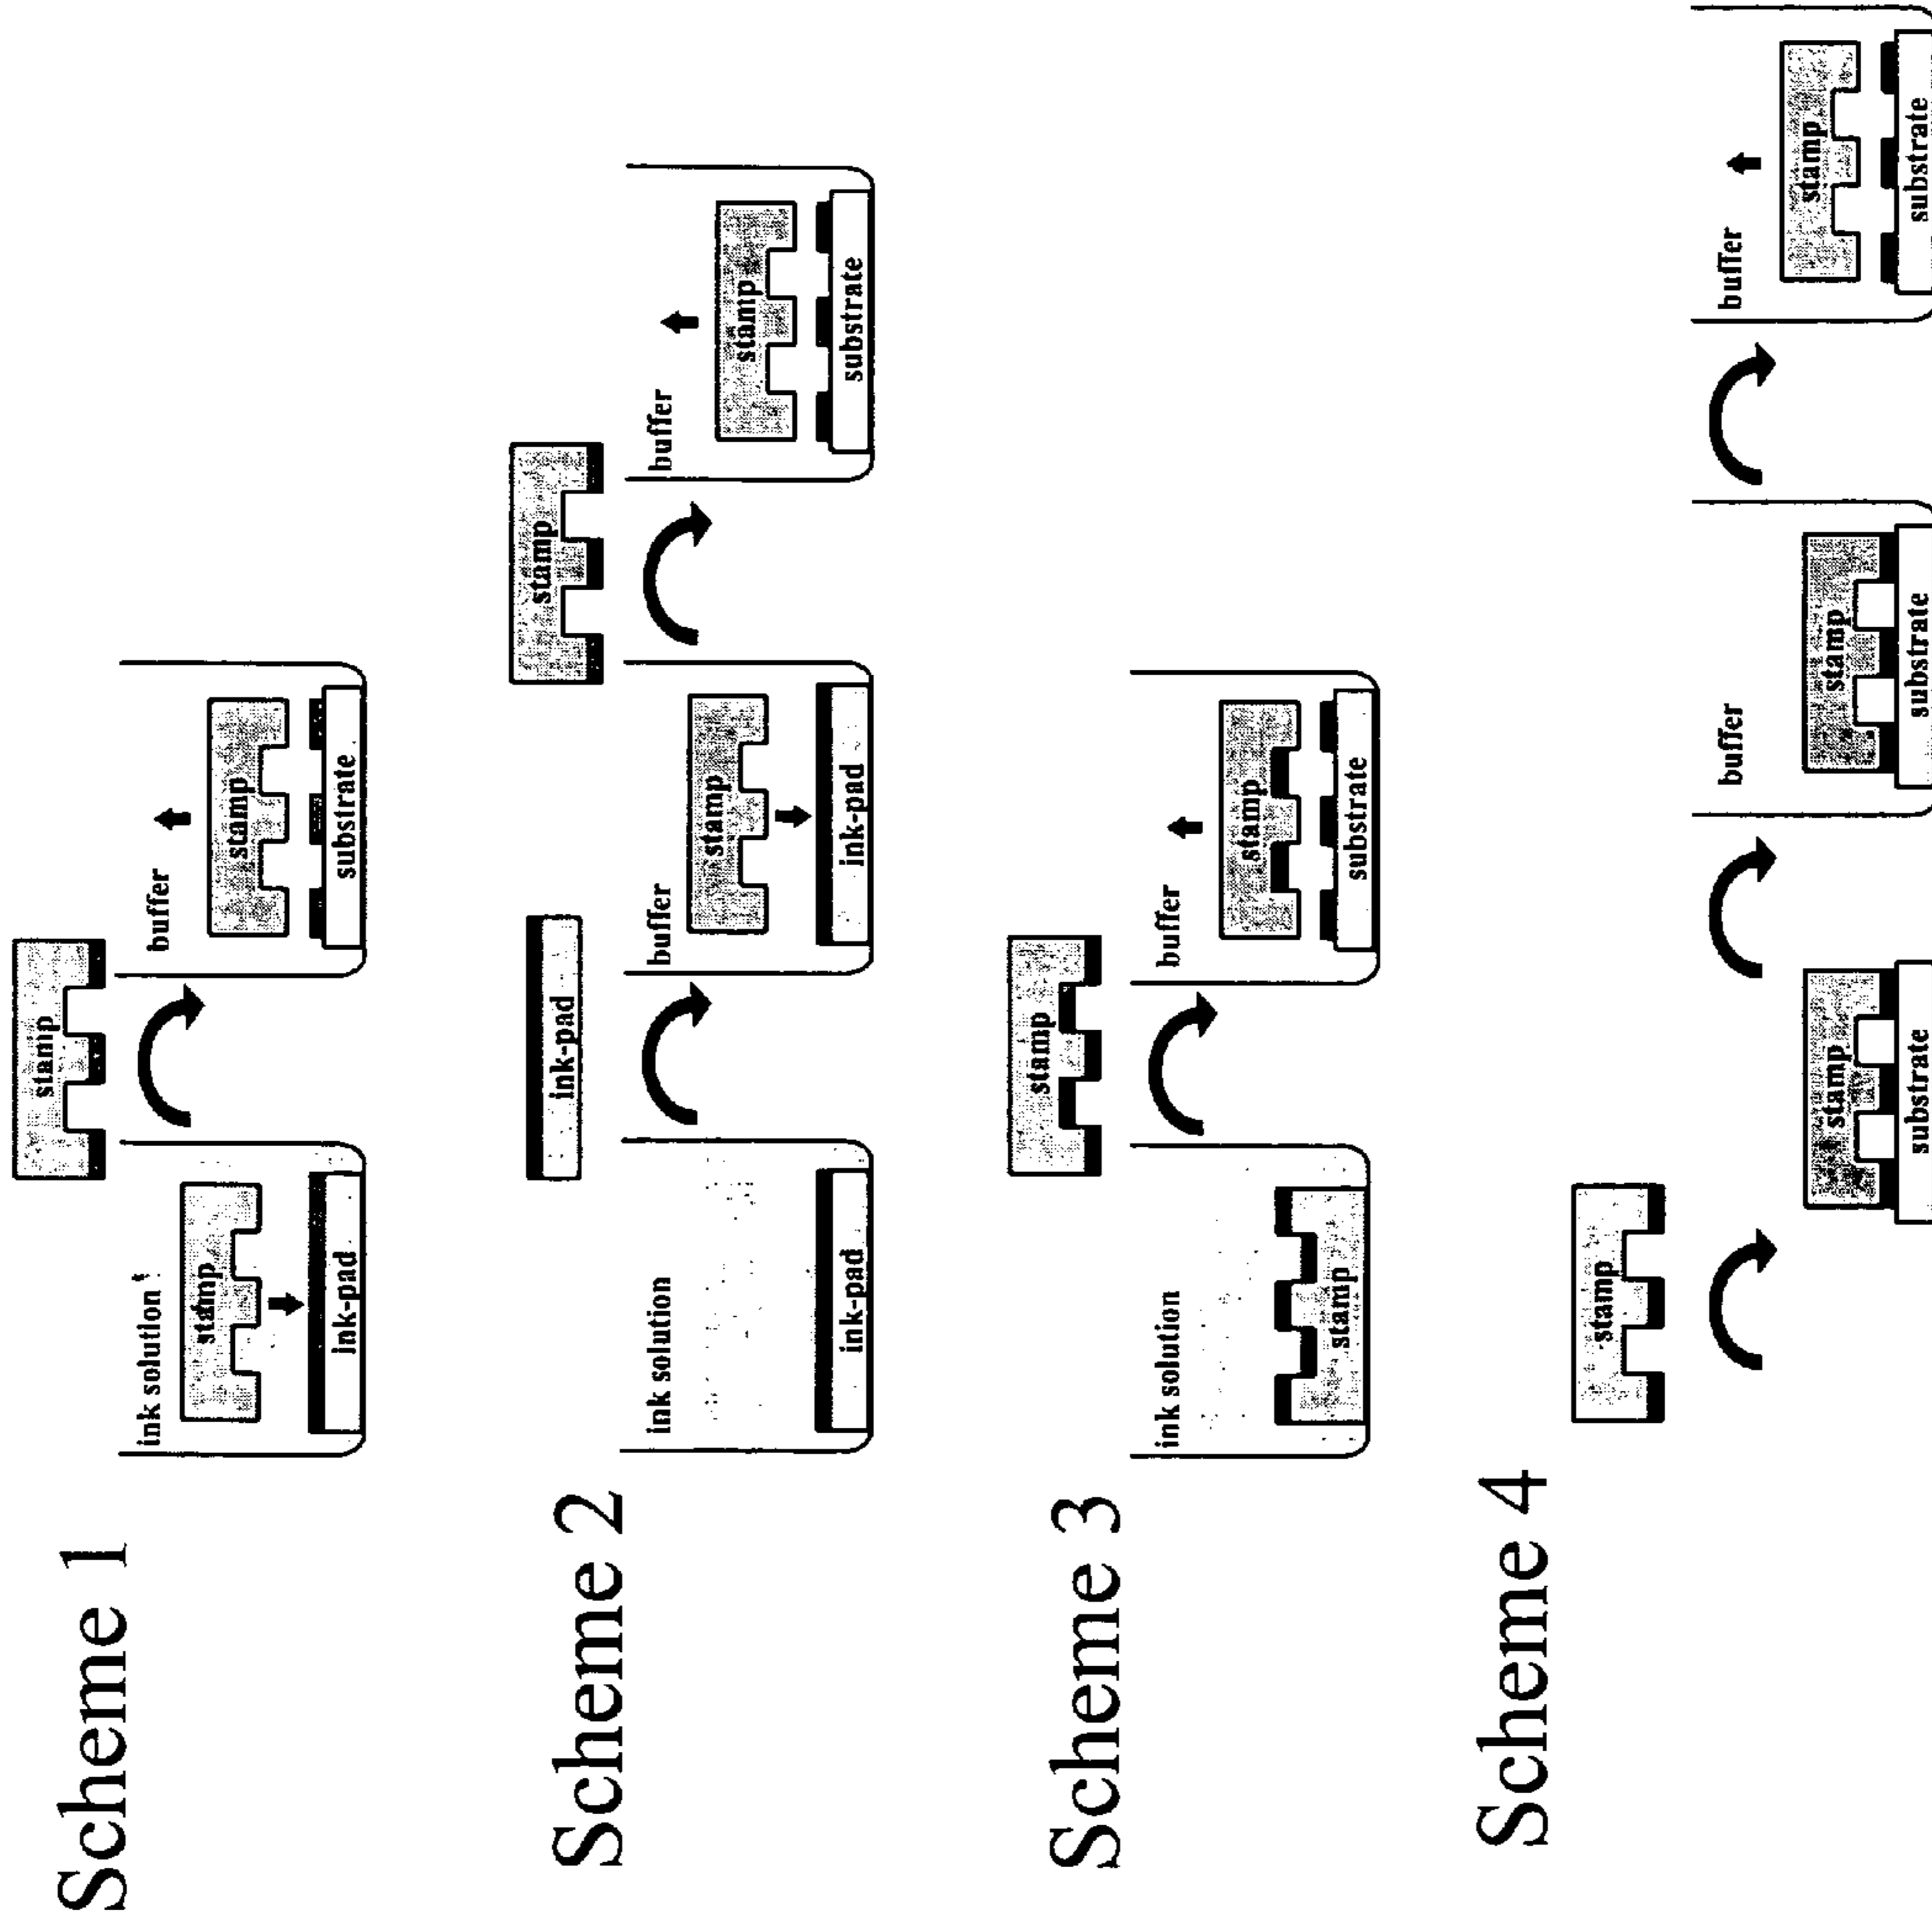 Scheme 1
stamp
ink solution
stamp
ink-pad
buffer
stamp
substrate
Scheme 2
ink-pad
stamp
ink solution
ink-pad
buffer
stamp
ink-pad
buffer
stamp
substrate
Scheme 3
stamp
ink solution
stamp
buffer
stamp
substrate
Scheme 4
stamp
stamp
substrate
buffer
stamp
substrate
buffer
stamp
substrate